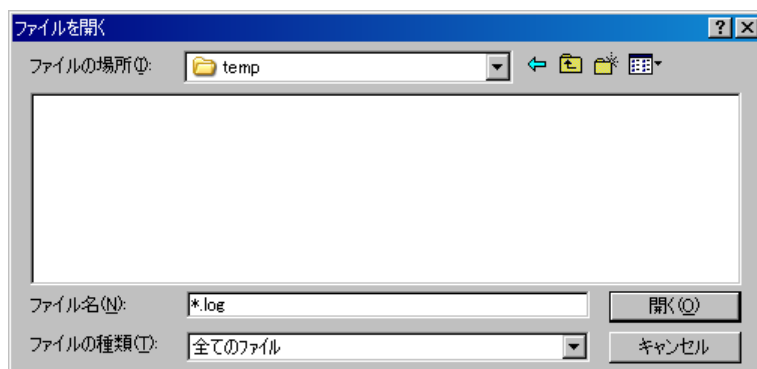 ファイルを開く
ファイルの場所(I): temp
ファイル名(N): *.log 開く(O)
ファイルの種類(T): 全てのファイル キャンセル